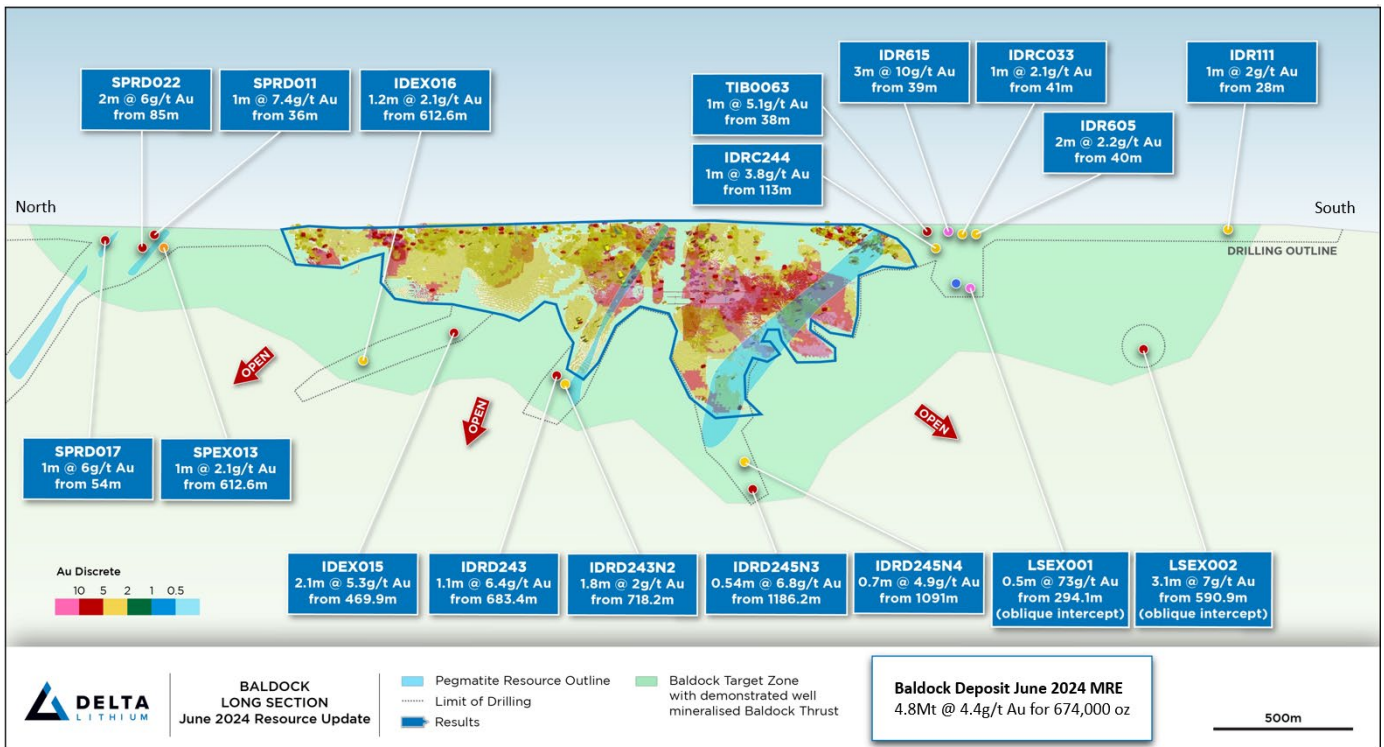 SPRD022
2m @ 6g/t Au
from 85m
SPRD011
1m @ 7.4g/t Au
from 36m
IDEX016
1.2m @ 2.1g/t Au
from 612.6m
TIB0063
1m @ 5.1g/t Au
from 38m
IDR615
3m @ 10g/t Au
from 39m
IDRC033
1m @ 2.1g/t Au
from 41m
IDR111
1m @ 2g/t Au
from 28m
IDRC244
1m @ 3.8g/t Au
from 113m
IDR605
2m @ 2.2g/t Au
from 40m
North
South
DRILLING OUTLINE
OPEN
OPEN
OPEN
SPRD017
1m @ 6g/t Au
from 54m
SPEX013
1m @ 2.1g/t Au
from 612.6m
IDEX015
2.1m @ 5.3g/t Au
from 469.9m
IDRD243
1.1m @ 6.4g/t Au
from 683.4m
IDRD243N2
1.8m @ 2g/t Au
from 718.2m
IDRD245N3
0.54m @ 6.8g/t Au
from 1186.2m
IDRD245N4
0.7m @ 4.9g/t Au
from 1091m
LSEX001
0.5m @ 73g/t Au
from 294.1m
(oblique intercept)
LSEX002
3.1m @ 7g/t Au
from 590.9m
(oblique intercept)
Au Discrete
10 5 2 1 0.5
DELTA
LITHIUM
BALDOCK
LONG SECTION
June 2024 Resource Update
Pegmatite Resource Outline
Limit of Drilling
Results
Baldock Target Zone
with demonstrated well
mineralised Baldock Thrust
Baldock Deposit June 2024 MRE
4.8Mt @ 4.4g/t Au for 674,000 oz
500m